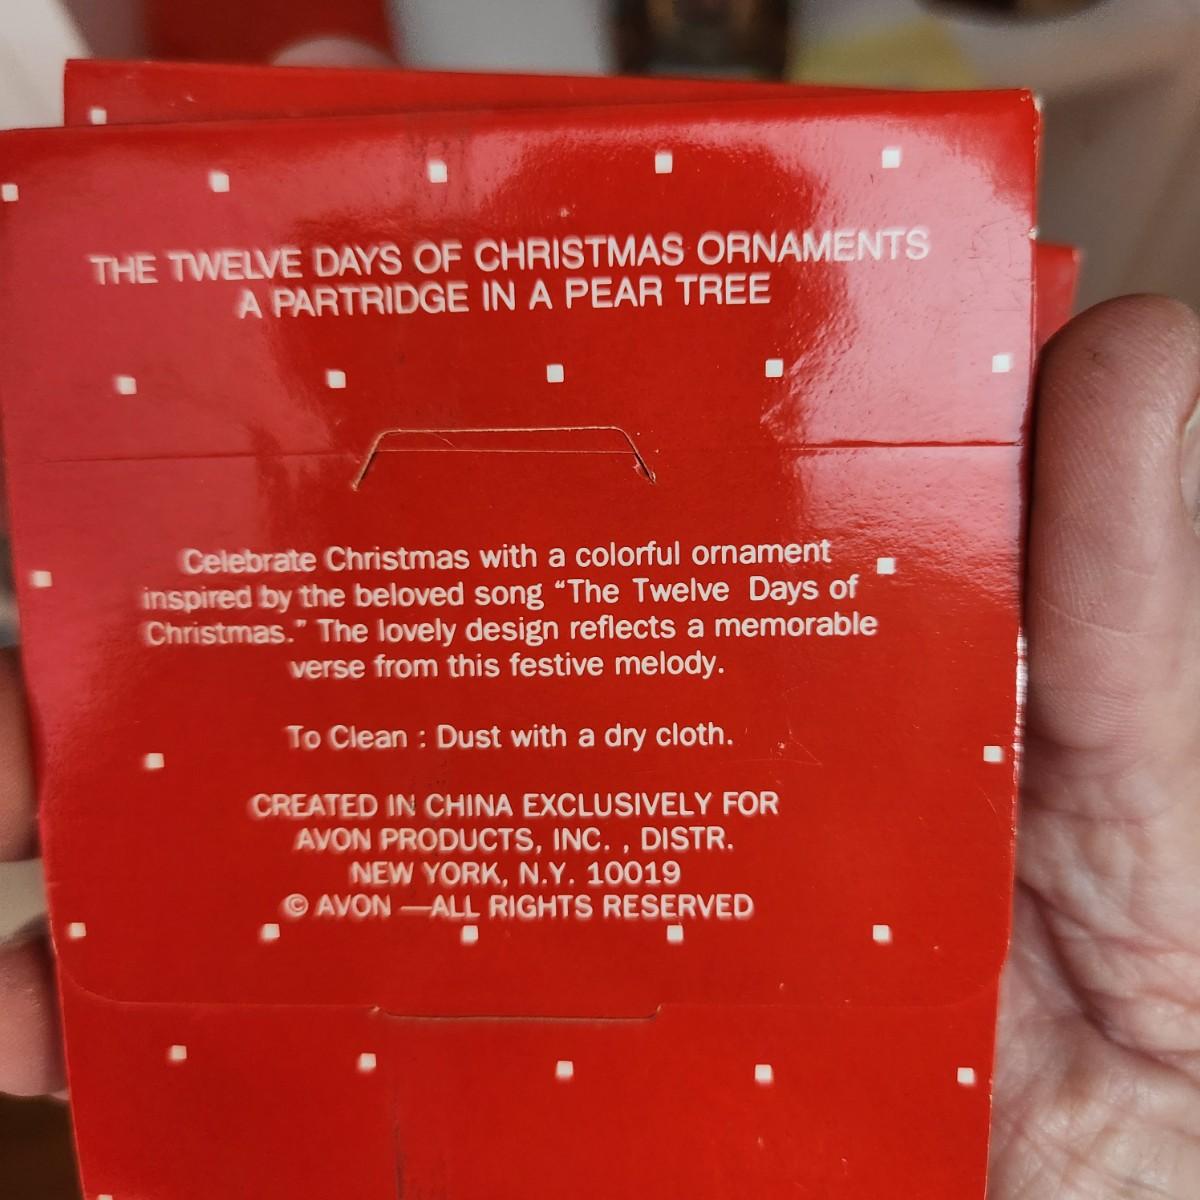 THE TWELVE DAYS OF CHRISTMAS ORNAMENTS
A PARTRIDGE IN A PEAR TREE
Celebrate Christmas with a colorful ornament
inspired by the beloved song “The Twelve Days of
Christmas.” The lovely design reflects a memorable
verse from this festive melody.
To Clean : Dust with a dry cloth.
CREATED IN CHINA EXCLUSIVELY FOR
AVON PRODUCTS, INC. , DISTR.
NEW YORK, N.Y. 10019
© AVON —ALL RIGHTS RESERVED